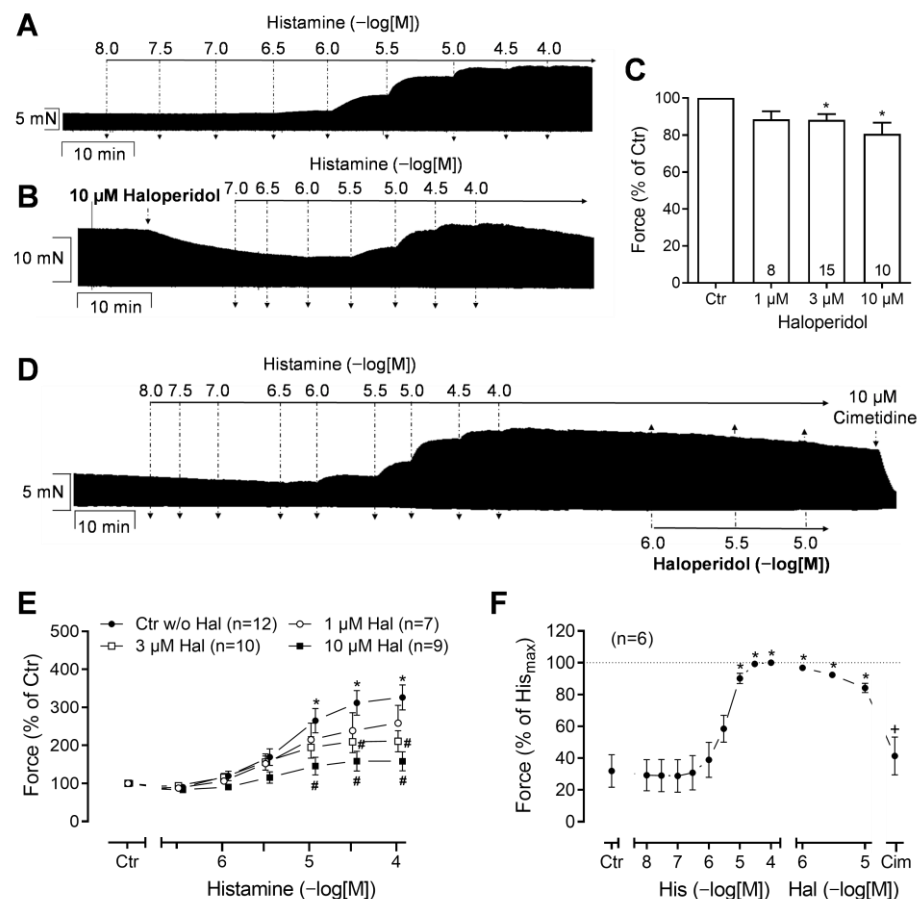 A
Histamine (−log[M])
8.0 7.5 7.0 6.5 6.0 5.5 5.0 4.5 4.0
5 mN
10 min
B
Histamine (−log[M])
10 µM Haloperidol
7.0 6.5 6.0 5.5 5.0 4.5 4.0
10 mN
10 min
C
Force (% of Ctr)
100
80
60
40
20
0
* *
8 15 10
Ctr 1 µM 3 µM 10 µM
Haloperidol
D
Histamine (−log[M])
8.0 7.5 7.0 6.5 6.0 5.5 5.0 4.5 4.0
10 µM
Cimetidine
5 mN
10 min
6.0 5.5 5.0
Haloperidol (−log[M])
E
Ctr w/o Hal (n=12) 1 µM Hal (n=7)
3 µM Hal (n=10) 10 µM Hal (n=9)
Force (% of Ctr)
500
400
300
200
100
0
* * *
# #
# # #
Ctr 6 5 4
Histamine (−log[M])
F
(n=6)
Force (% of His_max)
120
100
80
60
40
20
0
* * * * * *
+
Ctr 8 7 6 5 4 6 5 Cim
His (−log[M]) Hal (−log[M])